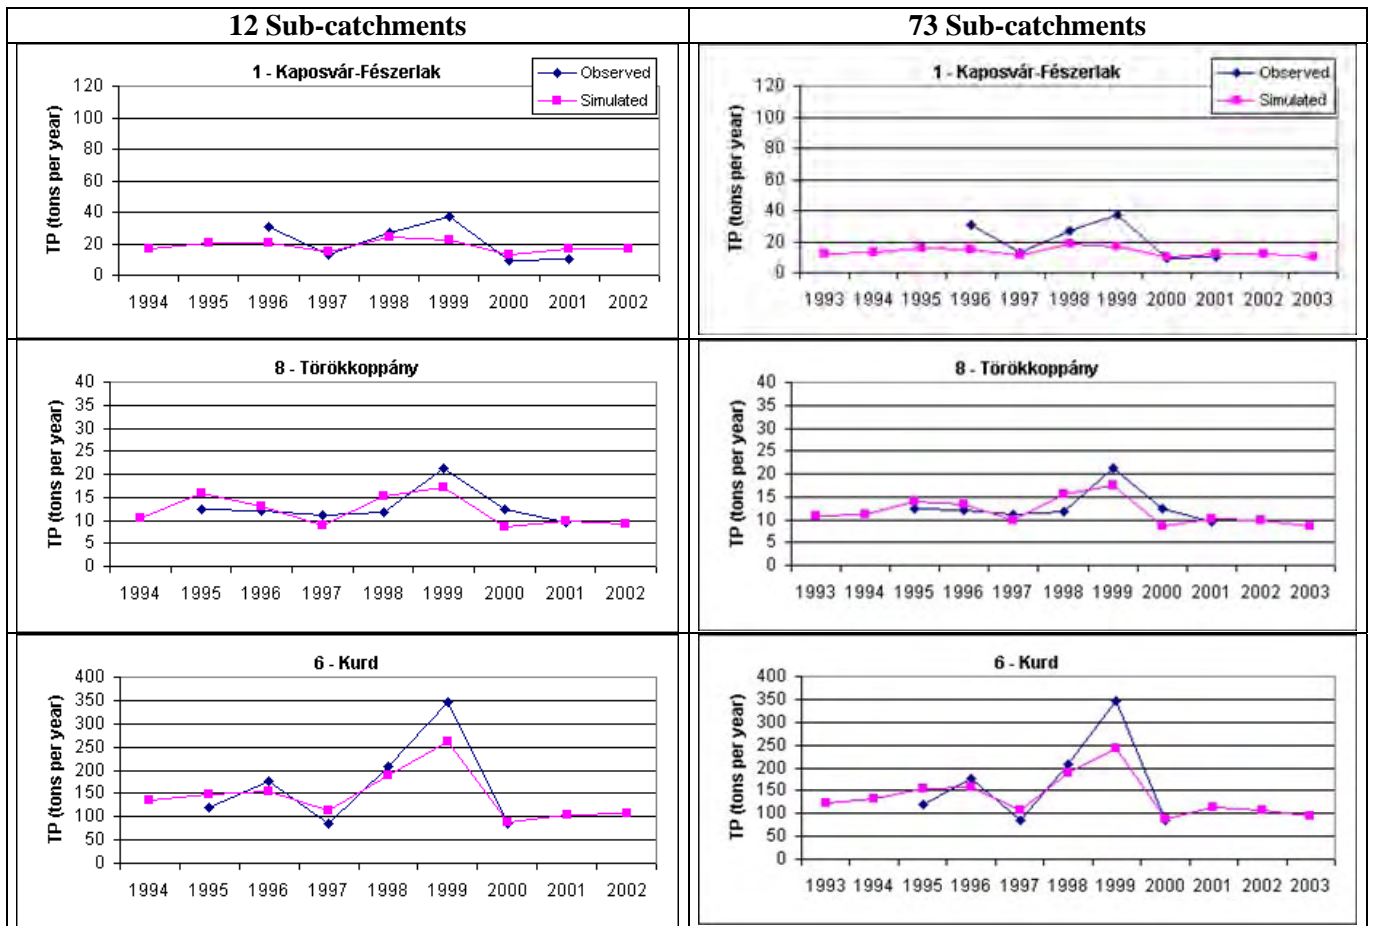 12 Sub-catchments
73 Sub-catchments
1 - Kaposvár-Fészerlak
Observed
Simulated
TP (tons per year)
120
100
80
60
40
20
0
1994 1995 1996 1997 1998 1999 2000 2001 2002
1 - Kaposvár-Fészerlak
Observed
Simulated
TP (tons per year)
120
100
80
60
40
20
0
1993 1994 1995 1996 1997 1998 1999 2000 2001 2002 2003
8 - Törökkoppány
TP (tons per year)
40
35
30
25
20
15
10
5
0
1994 1995 1996 1997 1998 1999 2000 2001 2002
8 - Törökkoppány
TP (tons per year)
40
35
30
25
20
15
10
5
0
1993 1994 1995 1996 1997 1998 1999 2000 2001 2002 2003
6 - Kurd
TP (tons per year)
400
350
300
250
200
150
100
50
0
1994 1995 1996 1997 1998 1999 2000 2001 2002
6 - Kurd
TP (tons per year)
400
350
300
250
200
150
100
50
0
1993 1994 1995 1996 1997 1998 1999 2000 2001 2002 2003